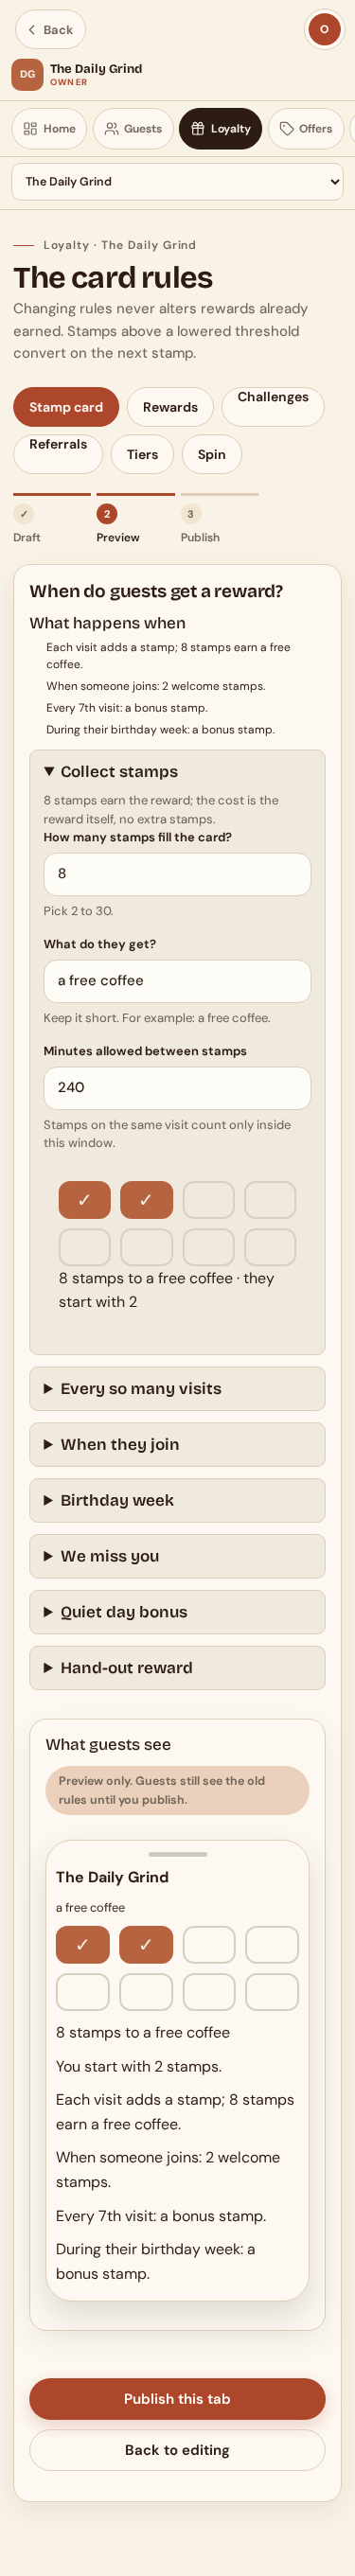 Back
O
DG
The Daily Grind
OWNER
Home
Guests
Loyalty
Offers
The Daily Grind
Loyalty · The Daily Grind
The card rules
Changing rules never alters rewards already
earned. Stamps above a lowered threshold
convert on the next stamp.
Stamp card
Rewards
Challenges
Referrals
Tiers
Spin
✓
2
3
Draft
Preview
Publish
When do guests get a reward?
What happens when
Each visit adds a stamp; 8 stamps earn a free
coffee.
When someone joins: 2 welcome stamps.
Every 7th visit: a bonus stamp.
During their birthday week: a bonus stamp.
▼ Collect stamps
8 stamps earn the reward; the cost is the
reward itself, no extra stamps.
How many stamps fill the card?
8
Pick 2 to 30.
What do they get?
a free coffee
Keep it short. For example: a free coffee.
Minutes allowed between stamps
240
Stamps on the same visit count only inside
this window.
✓ ✓
8 stamps to a free coffee · they
start with 2
▶ Every so many visits
▶ When they join
▶ Birthday week
▶ We miss you
▶ Quiet day bonus
▶ Hand-out reward
What guests see
Preview only. Guests still see the old
rules until you publish.
The Daily Grind
a free coffee
✓ ✓
8 stamps to a free coffee
You start with 2 stamps.
Each visit adds a stamp; 8 stamps
earn a free coffee.
When someone joins: 2 welcome
stamps.
Every 7th visit: a bonus stamp.
During their birthday week: a
bonus stamp.
Publish this tab
Back to editing